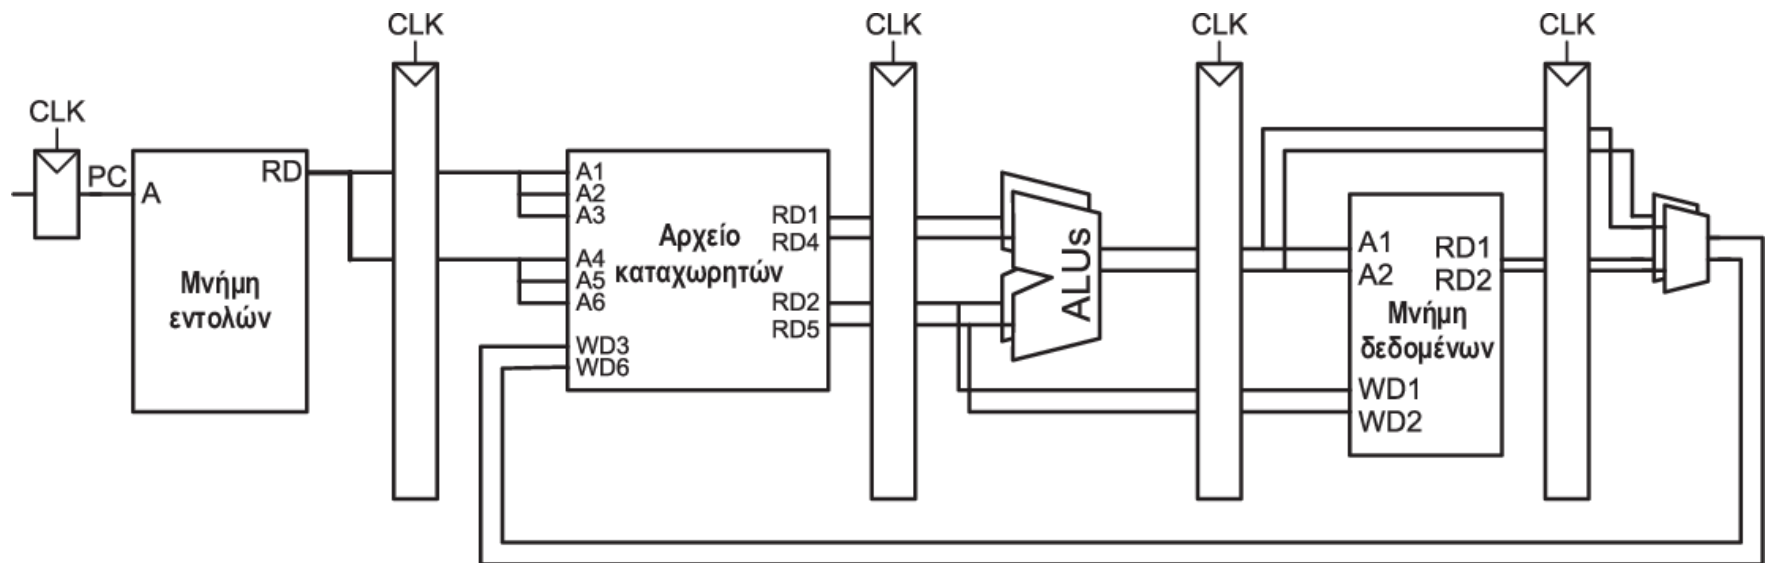 CLK
CLK
CLK
CLK
CLK
PC
A
RD
Μνήμη
εντολών
A1
A2
A3
A4
A5
A6
WD3
WD6
Αρχείο
καταχωρητών
RD1
RD4
RD2
RD5
ALUs
A1
A2
RD1
RD2
Μνήμη
δεδομένων
WD1
WD2